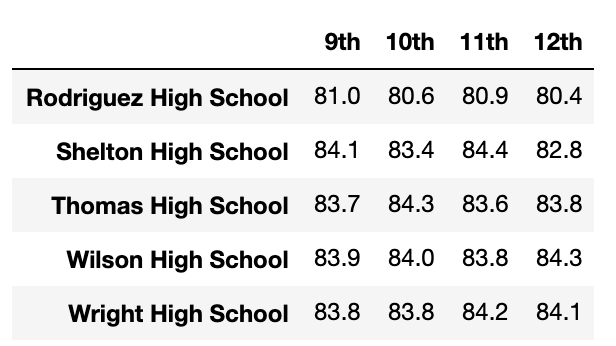 9th 10th 11th 12th
Rodriguez High School 81.0 80.6 80.9 80.4
Shelton High School 84.1 83.4 84.4 82.8
Thomas High School 83.7 84.3 83.6 83.8
Wilson High School 83.9 84.0 83.8 84.3
Wright High School 83.8 83.8 84.2 84.1